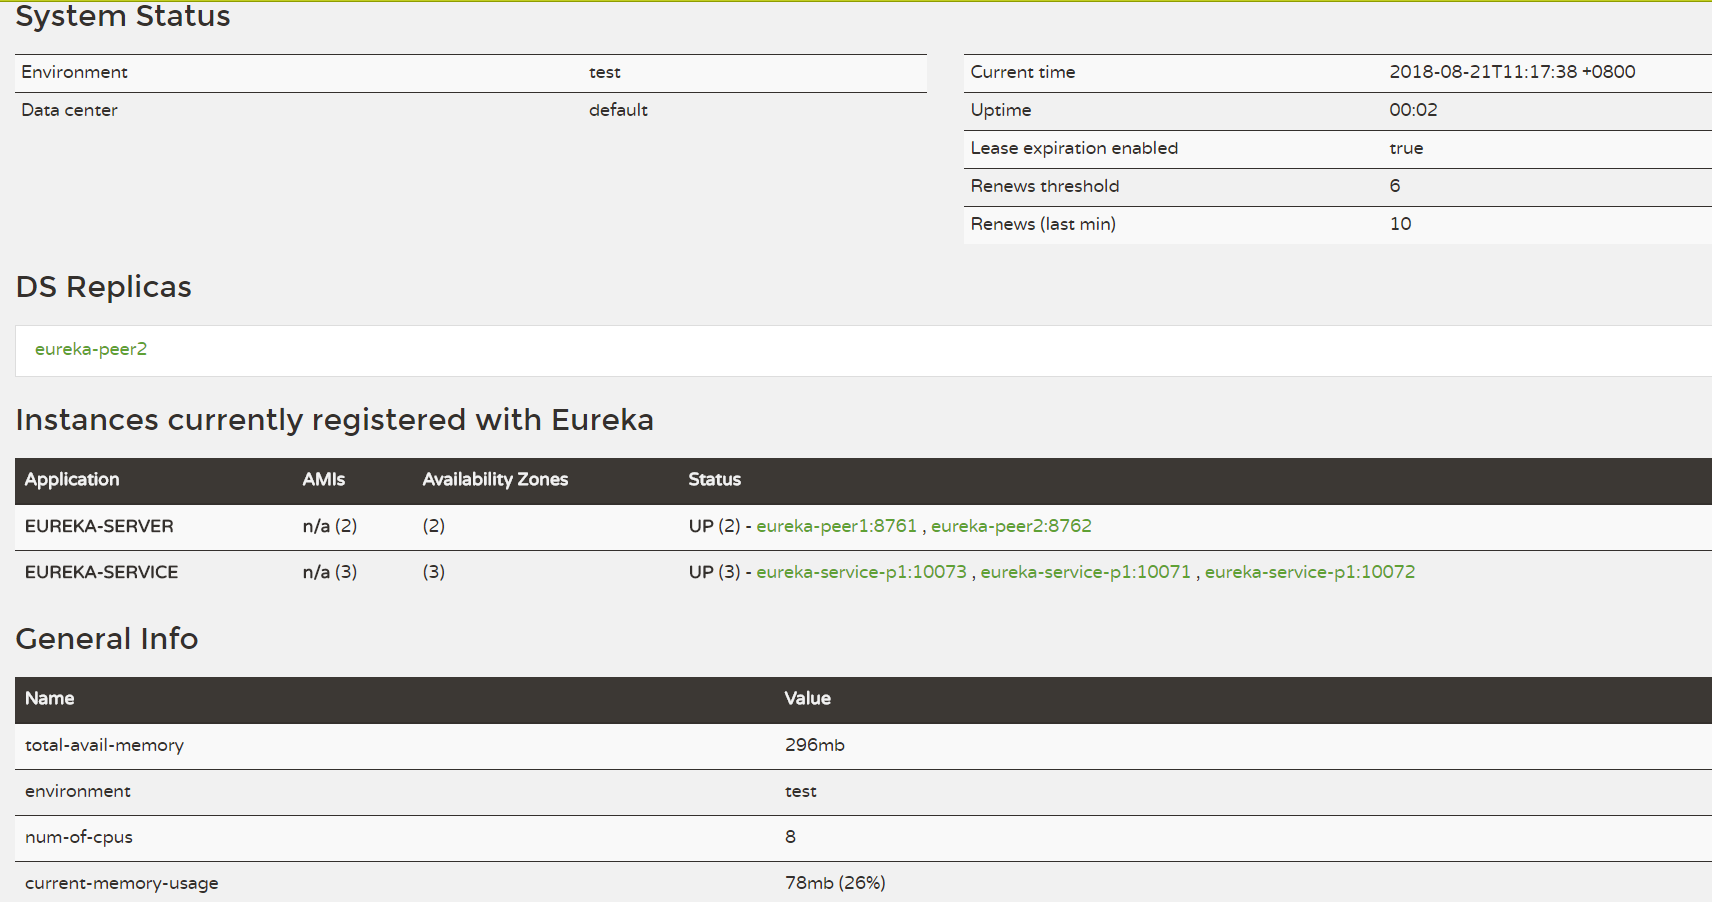 System Status
Environment test
Data center default
Current time 2018-08-21T11:17:38 +0800
Uptime 00:02
Lease expiration enabled true
Renews threshold 6
Renews (last min) 10
DS Replicas
eureka-peer2
Instances currently registered with Eureka
Application AMIs Availability Zones Status
EUREKA-SERVER n/a (2) (2) UP (2) - eureka-peer1:8761 , eureka-peer2:8762
EUREKA-SERVICE n/a (3) (3) UP (3) - eureka-service-p1:10073 , eureka-service-p1:10071 , eureka-service-p1:10072
General Info
Name Value
total-avail-memory 296mb
environment test
num-of-cpus 8
current-memory-usage 78mb (26%)